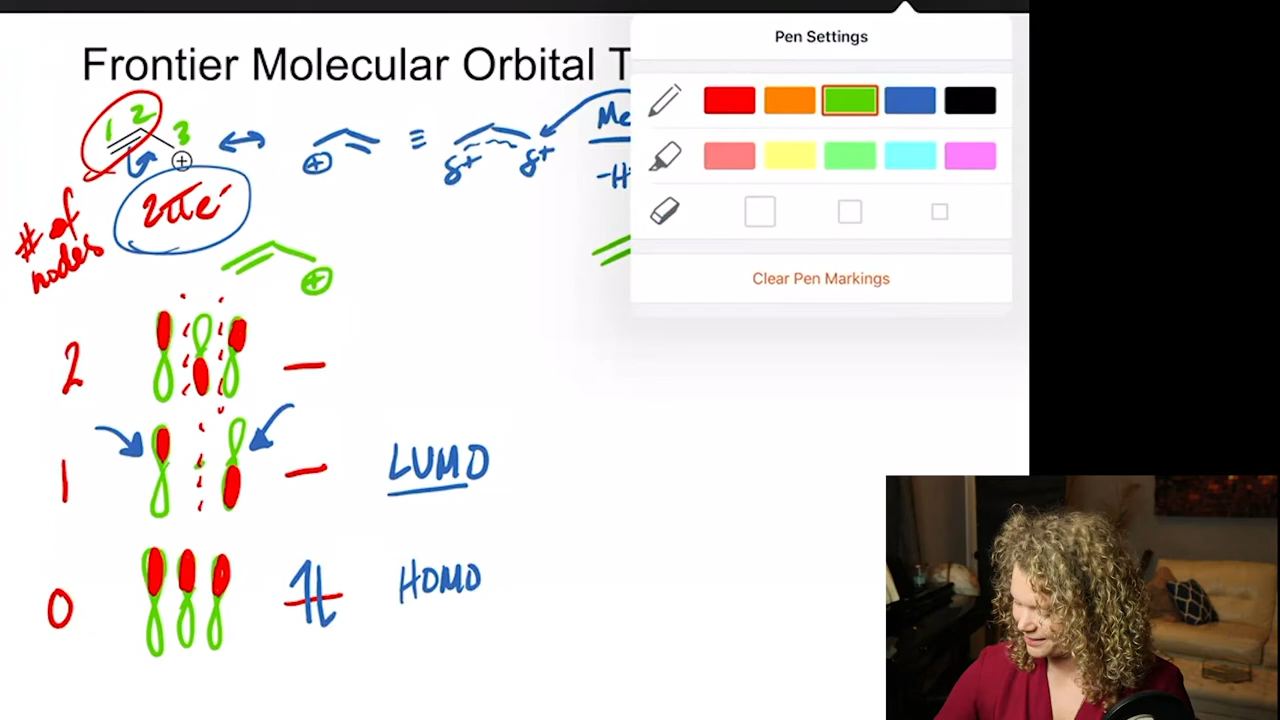 Frontier Molecular Orbital T
Pen Settings
1 2 3
+
⊕
δ+ δ+
Me
-H
2πe⁻
# of
nodes
⊕
Clear Pen Markings
2
1
LUMO
0
HOMO